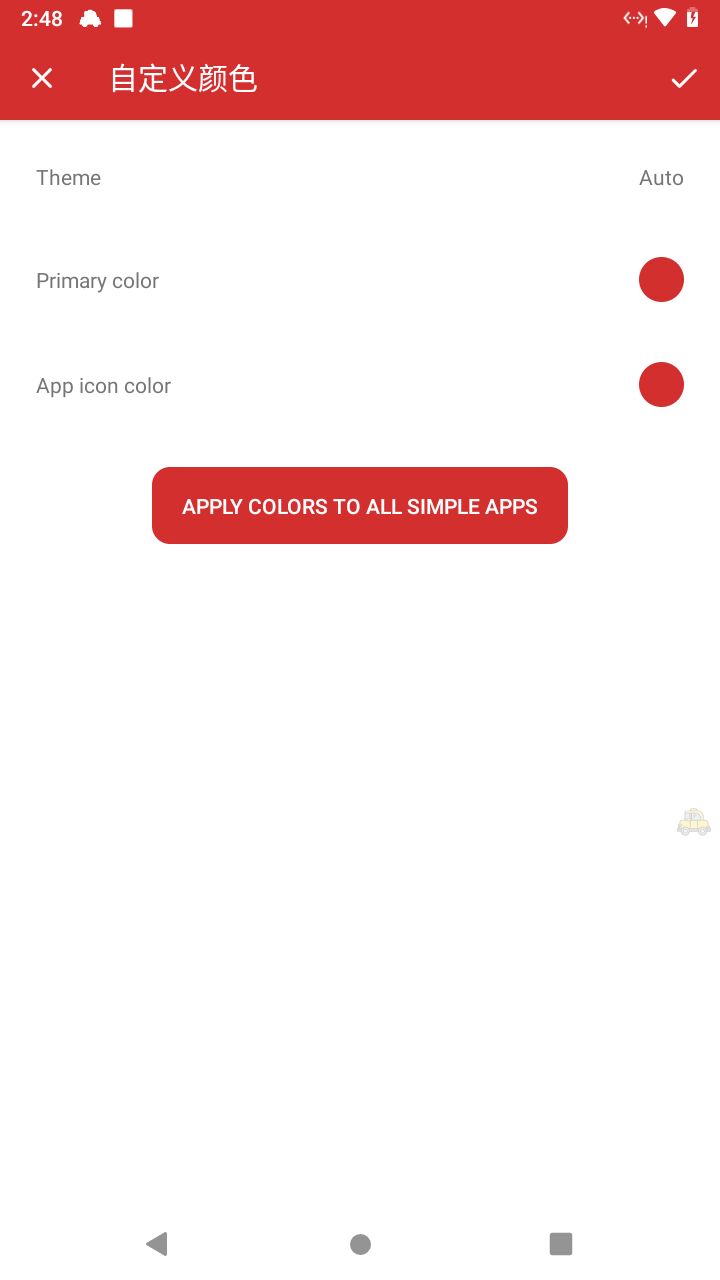 2:48
自定义颜色
Theme
Auto
Primary color
App icon color
APPLY COLORS TO ALL SIMPLE APPS